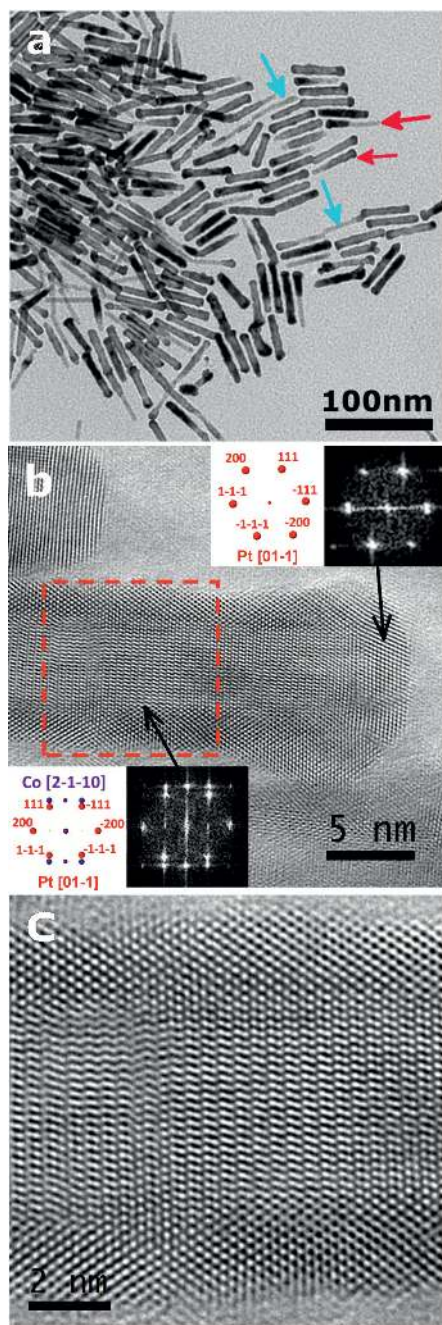 a
100nm
b
200 111
1-1-1 -111
-1-1-1 -200
Pt [01-1]
Co [2-1-10]
111 -111
200 -200
1-1-1 -1-1-1
Pt [01-1]
5 nm
C
2 nm